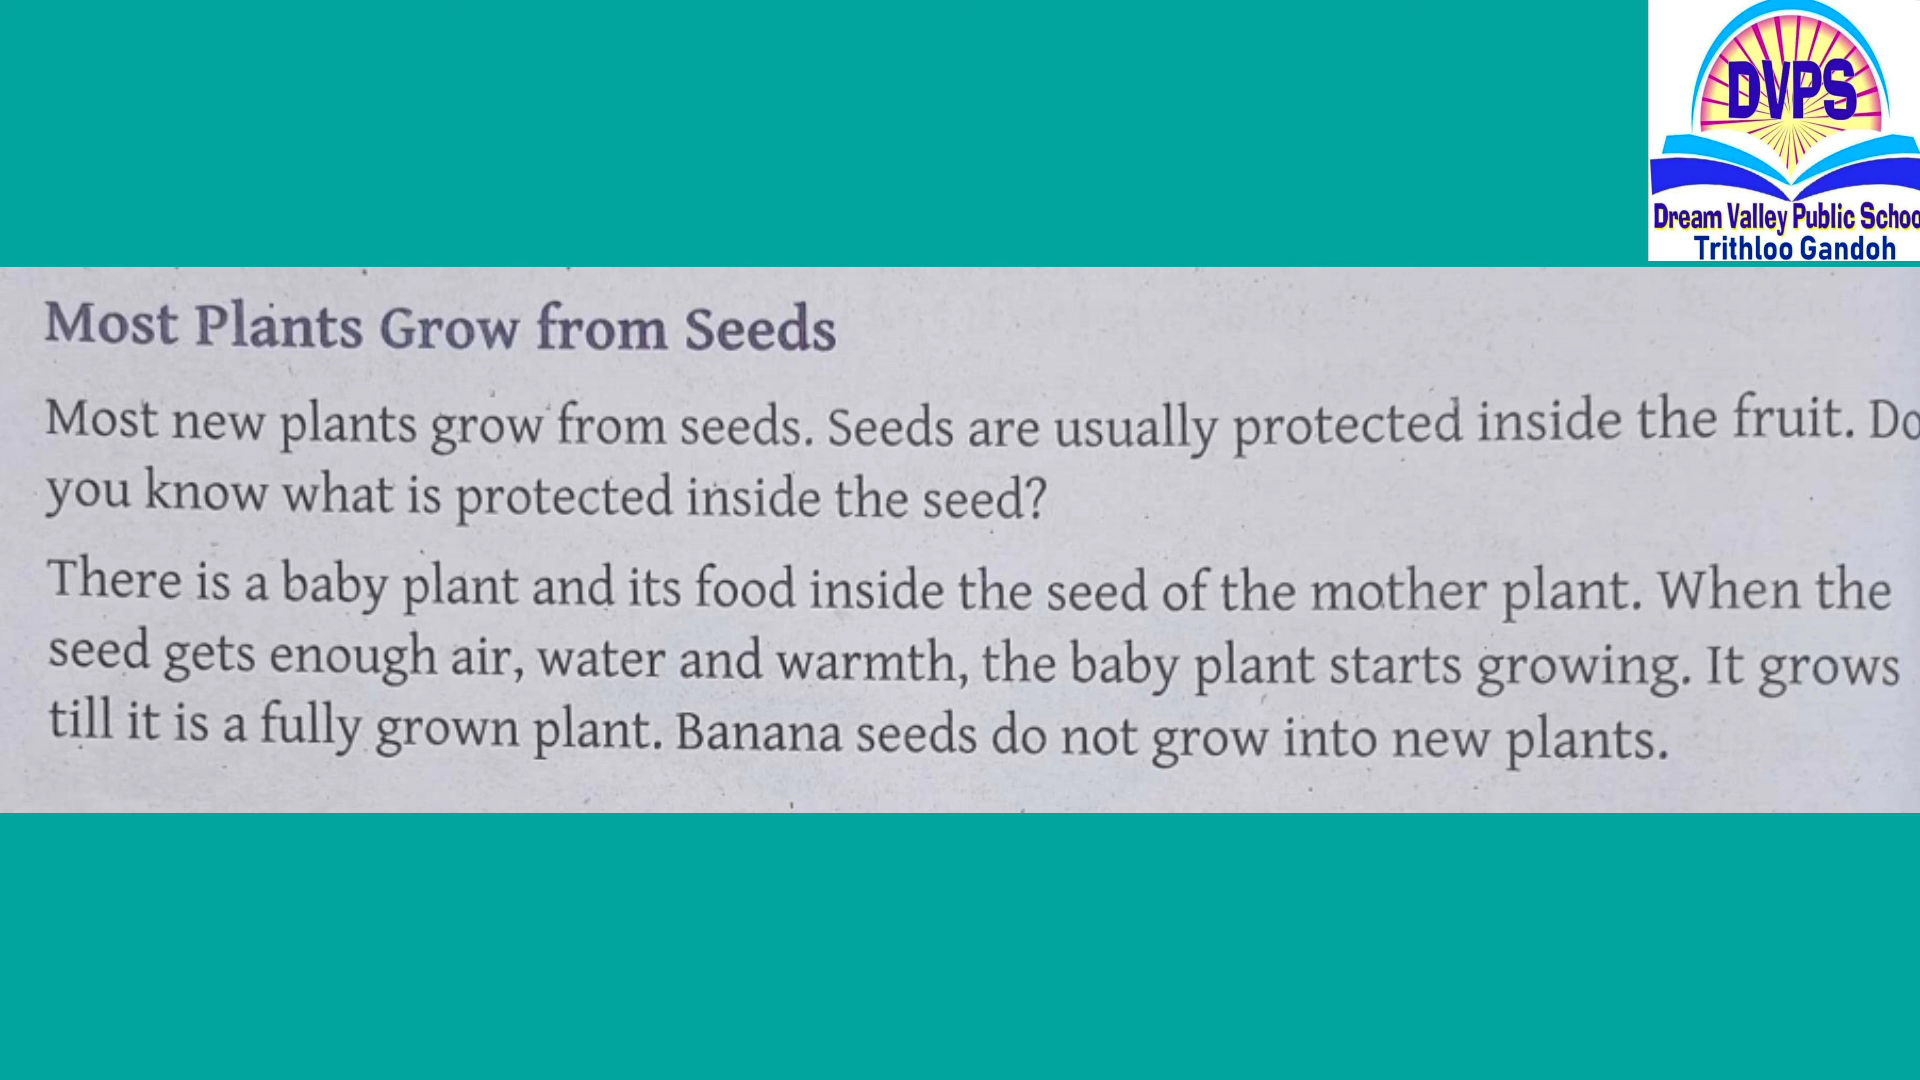 DVPS
Dream Valley Public Schoo
Trithloo Gandoh
Most Plants Grow from Seeds
Most new plants grow from seeds. Seeds are usually protected inside the fruit. Do
you know what is protected inside the seed?
There is a baby plant and its food inside the seed of the mother plant. When the
seed gets enough air, water and warmth, the baby plant starts growing. It grows
till it is a fully grown plant. Banana seeds do not grow into new plants.